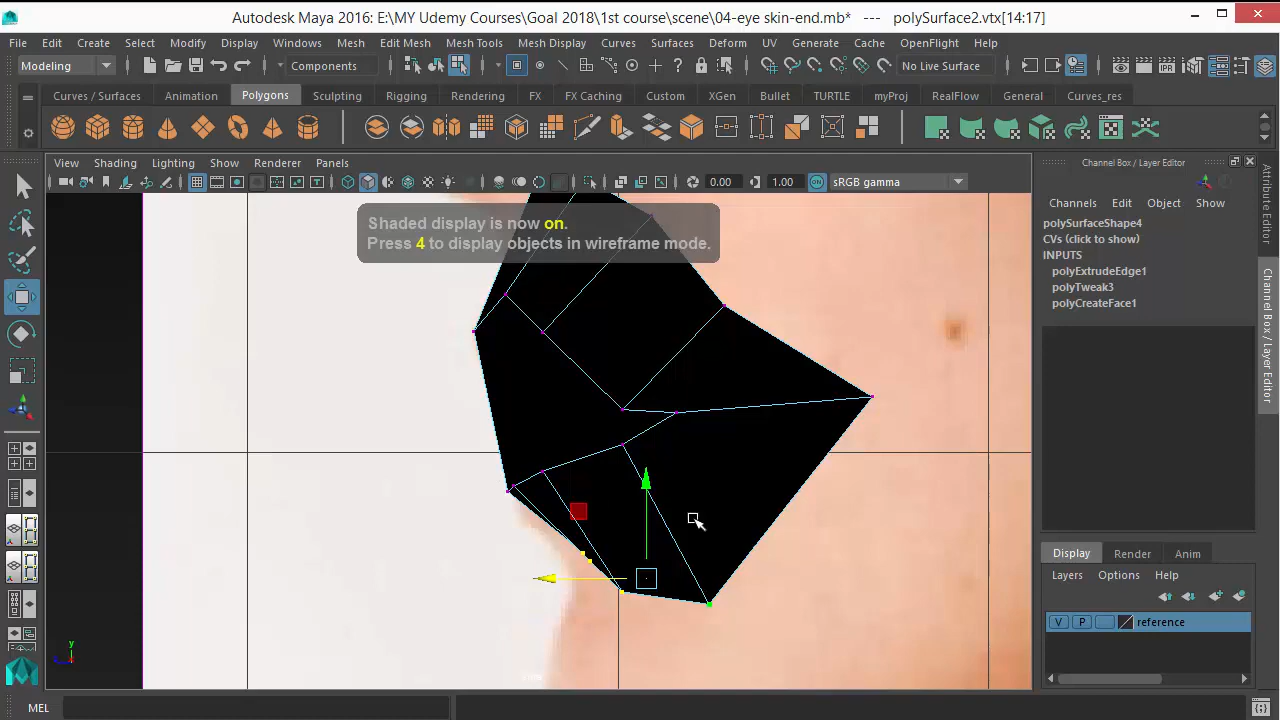 Autodesk Maya 2016: E:\MY Udemy Courses\Goal 2018\1st course\scene\04-eye skin-end.mb* --- polySurface2.vtx[14:17]
File Edit Create Select Modify Display Windows Mesh Edit Mesh Mesh Tools Mesh Display Curves Surfaces Deform UV Generate Cache OpenFlight Help
Modeling Components No Live Surface
Curves / Surfaces Animation Polygons Sculpting Rigging Rendering FX FX Caching Custom XGen Bullet TURTLE myProj RealFlow General Curves_res
View Shading Lighting Show Renderer Panels
0.00 1.00 sRGB gamma
Shaded display is now on.
Press 4 to display objects in wireframe mode.
y
Channel Box / Layer Editor
Channels Edit Object Show
polySurfaceShape4
CVs (click to show)
INPUTS
polyExtrudeEdge1
polyTweak3
polyCreateFace1
Display Render Anim
Layers Options Help
V P reference
Attribute Editor
Channel Box / Layer Editor
MEL